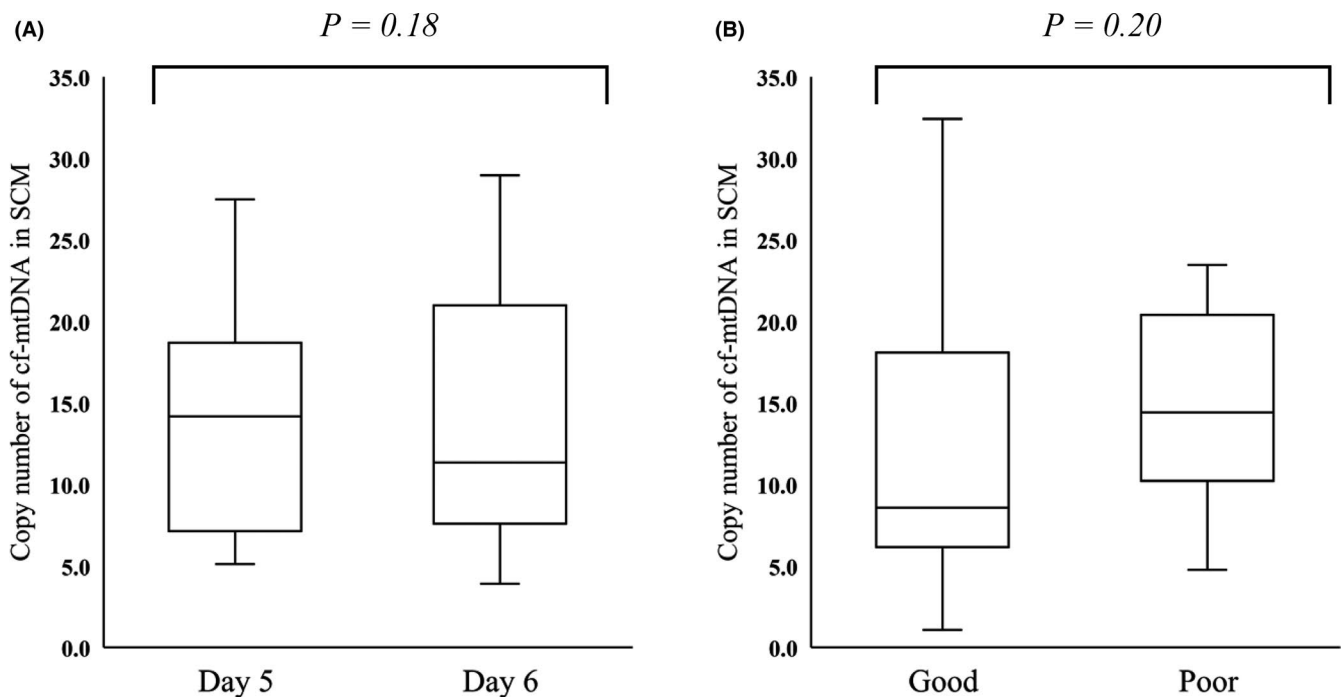 (A)
P = 0.18
Copy number of cf-mtDNA in SCM
35.0
30.0
25.0
20.0
15.0
10.0
5.0
0.0
Day 5
Day 6
(B)
P = 0.20
Copy number of cf-mtDNA in SCM
35.0
30.0
25.0
20.0
15.0
10.0
5.0
0.0
Good
Poor